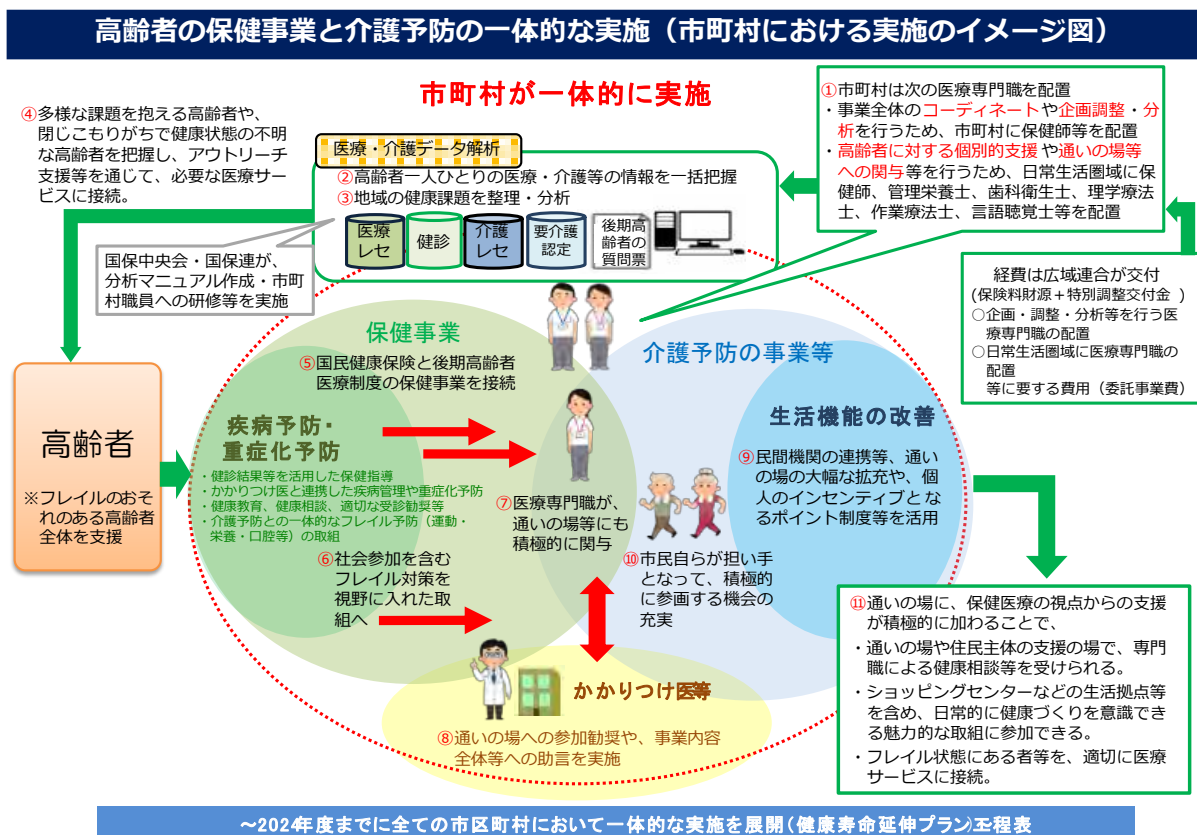 高齢者の保健事業と介護予防の一体的な実施（市町村における実施のイメージ図）
市町村が一体的に実施
①市町村は次の医療専門職を配置
・事業全体のコーディネートや企画調整・分
析を行うため、市町村に保健師等を配置
・高齢者に対する個別的支援や通いの場等
への関与等を行うため、日常生活圏域に保
健師、管理栄養士、歯科衛生士、理学療法
士、作業療法士、言語聴覚士等を配置
④多様な課題を抱える高齢者や、
閉じこもりがちで健康状態の不明
な高齢者を把握し、アウトリーチ
支援等を通じて、必要な医療サー
ビスに接続。
医療・介護データ解析
②高齢者一人ひとりの医療・介護等の情報を一括把握
③地域の健康課題を整理・分析
医療
レセ
健診
介護
レセ
要介護
認定
後期高
齢者の
質問票
国保中央会・国保連が、
分析マニュアル作成・市町
村職員への研修等を実施
経費は広域連合が交付
(保険料財源＋特別調整交付金 )
○企画・調整・分析等を行う医
療専門職の配置
○日常生活圏域に医療専門職の
配置
等に要する費用（委託事業費）
保健事業
⑤国民健康保険と後期高齢者
医療制度の保健事業を接続
介護予防の事業等
高齢者
※フレイルのおそ
れのある高齢者
全体を支援
疾病予防・
重症化予防
・健診結果等を活用した保健指導
・かかりつけ医と連携した疾病管理や重症化予防
・健康教育、健康相談、適切な受診勧奨等
・介護予防との一体的なフレイル予防（運動・
栄養・口腔等）の取組
⑥社会参加を含む
フレイル対策を
視野に入れた取
組へ
⑦医療専門職が、
通いの場等にも
積極的に関与
生活機能の改善
⑨民間機関の連携等、通い
の場の大幅な拡充や、個
人のインセンティブとな
るポイント制度等を活用
⑩市民自らが担い手
となって、積極的
に参画する機会の
充実
かかりつけ医等
⑧通いの場への参加勧奨や、事業内容
全体等への助言を実施
⑪通いの場に、保健医療の視点からの支援
が積極的に加わることで、
・通いの場や住民主体の支援の場で、専門
職による健康相談等を受けられる。
・ショッピングセンターなどの生活拠点等
を含め、日常的に健康づくりを意識できる
魅力的な取組に参加できる。
・フレイル状態にある者等を、適切に医療
サービスに接続。
～2024年度までに全ての市区町村において一体的な実施を展開(健康寿命延伸プラン)工程表